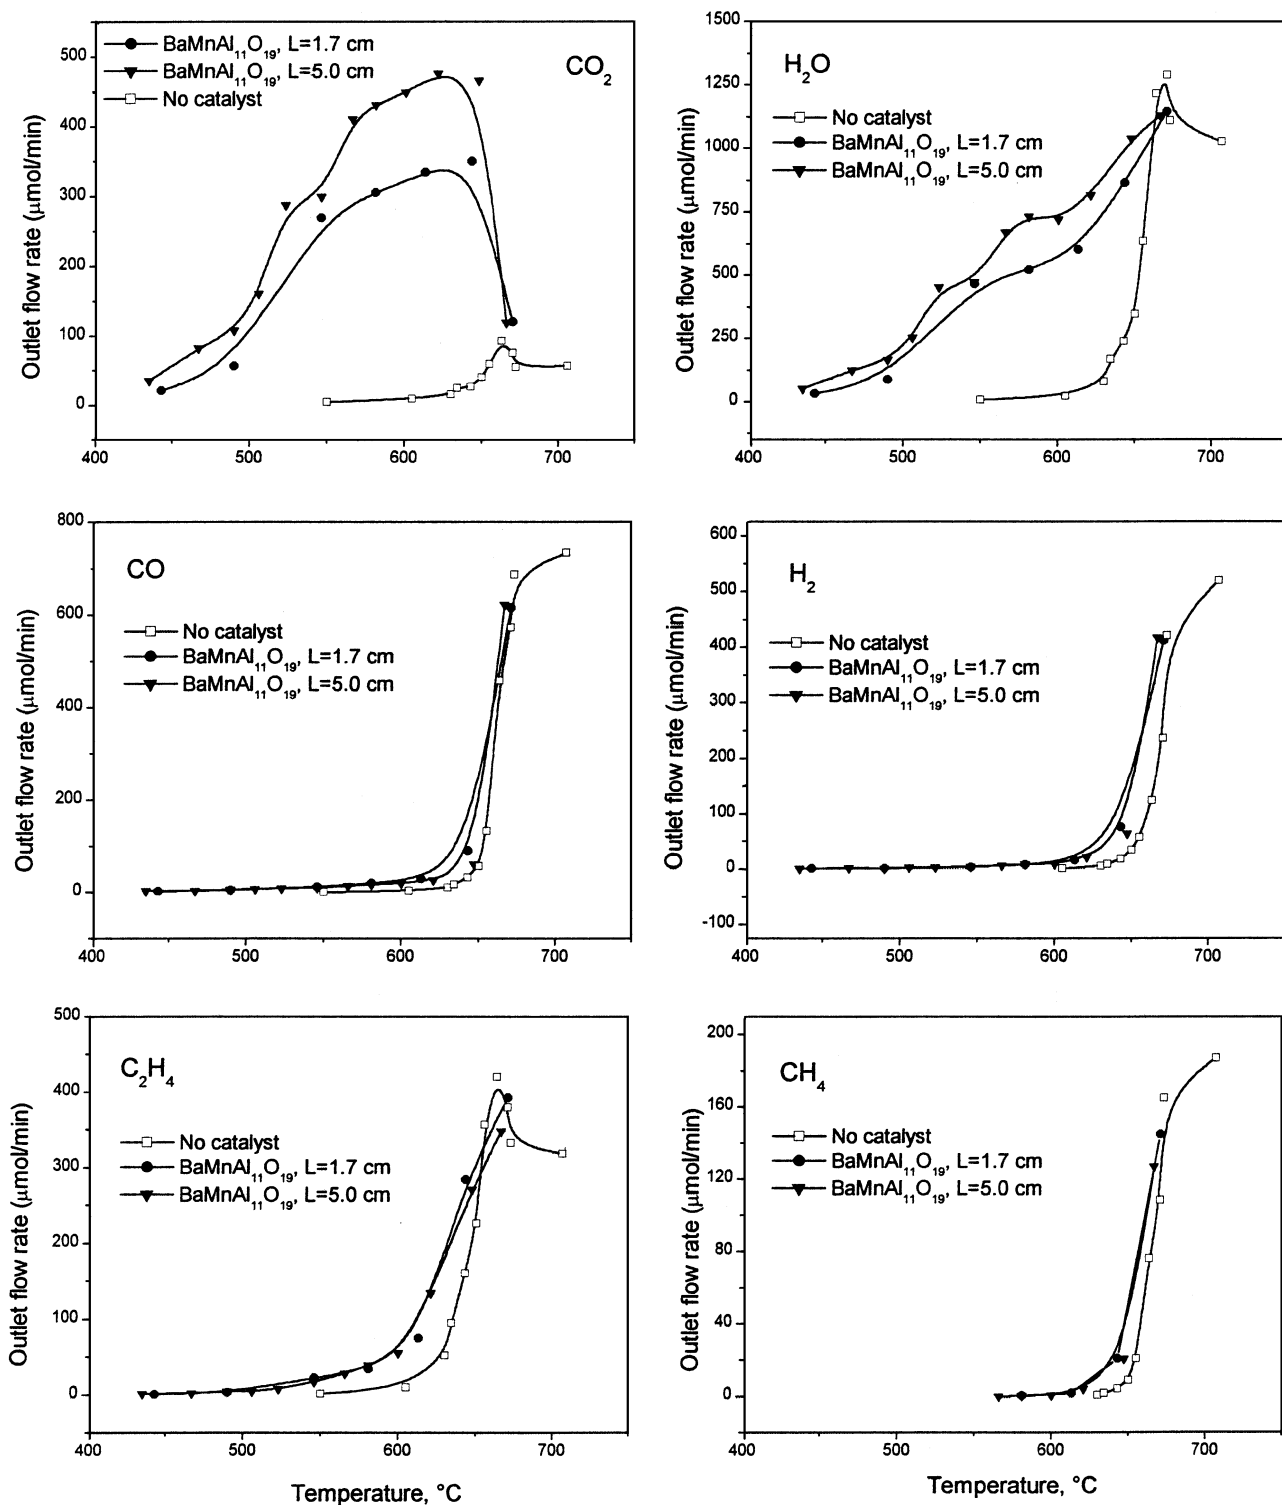 BaMnAl₁₁O₁₉, L=1.7 cm
BaMnAl₁₁O₁₉, L=5.0 cm
No catalyst
CO₂
Outlet flow rate (μmol/min)
500
400
300
200
100
0
400 500 600 700
H₂O
No catalyst
BaMnAl₁₁O₁₉, L=1.7 cm
BaMnAl₁₁O₁₉, L=5.0 cm
Outlet flow rate (μmol/min)
1500
1250
1000
750
500
250
0
400 500 600 700
CO
No catalyst
BaMnAl₁₁O₁₉, L=1.7 cm
BaMnAl₁₁O₁₉, L=5.0 cm
Outlet flow rate (μmol/min)
800
600
400
200
0
400 500 600 700
H₂
No catalyst
BaMnAl₁₁O₁₉, L=1.7 cm
BaMnAl₁₁O₁₉, L=5.0 cm
Outlet flow rate (μmol/min)
600
500
400
300
200
100
0
-100
400 500 600 700
C₂H₄
No catalyst
BaMnAl₁₁O₁₉, L=1.7 cm
BaMnAl₁₁O₁₉, L=5.0 cm
Outlet flow rate (μmol/min)
500
400
300
200
100
0
400 500 600 700
Temperature, °C
CH₄
No catalyst
BaMnAl₁₁O₁₉, L=1.7 cm
BaMnAl₁₁O₁₉, L=5.0 cm
Outlet flow rate (μmol/min)
200
160
120
80
40
0
400 500 600 700
Temperature, °C